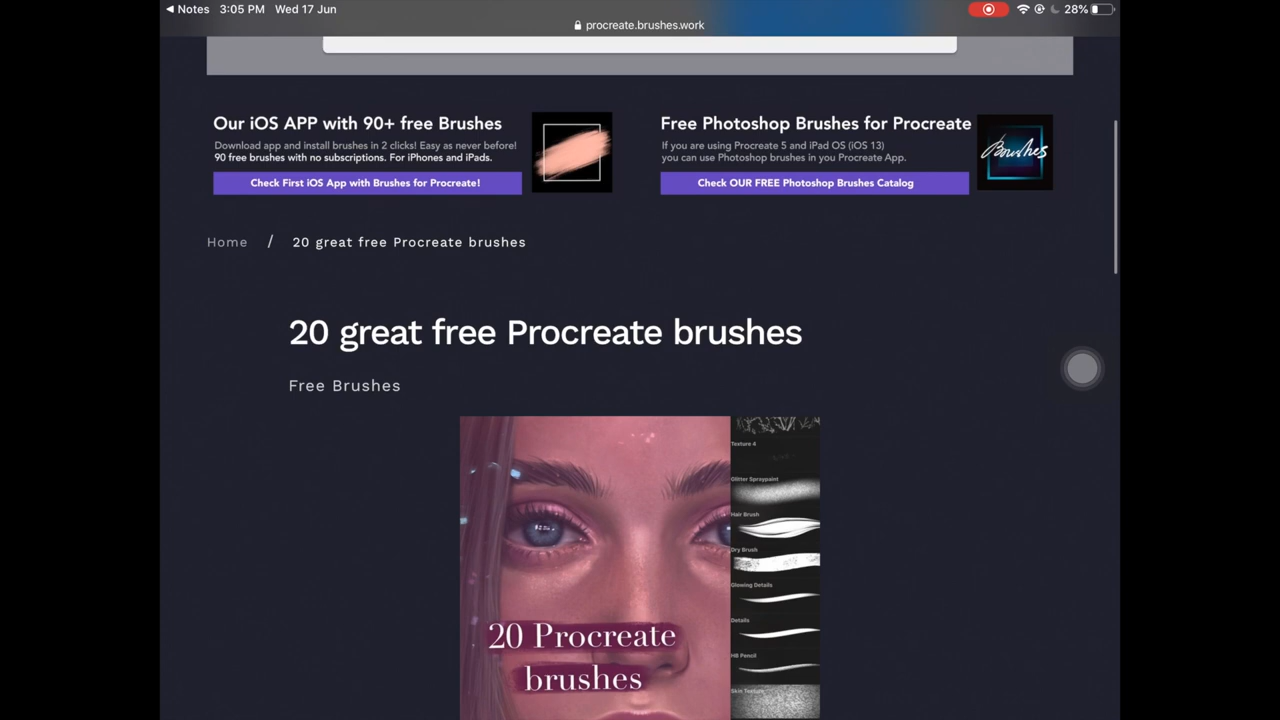 Notes 3:05 PM Wed 17 Jun 28%
procreate.brushes.work
Our iOS APP with 90+ free Brushes
Download app and install brushes in 2 clicks! Easy as never before!
90 free brushes with no subscriptions. For iPhones and iPads.
Check First iOS App with Brushes for Procreate!
Free Photoshop Brushes for Procreate
If you are using Procreate 5 and iPad OS (iOS 13)
you can use Photoshop brushes in you Procreate App.
Check OUR FREE Photoshop Brushes Catalog
Brushes
Home / 20 great free Procreate brushes
20 great free Procreate brushes
Free Brushes
20 Procreate
brushes
Texture 4
Glitter Spraypaint
Hair Brush
Dry Brush
Glowing Details
Details
HB Pencil
Skin Texture